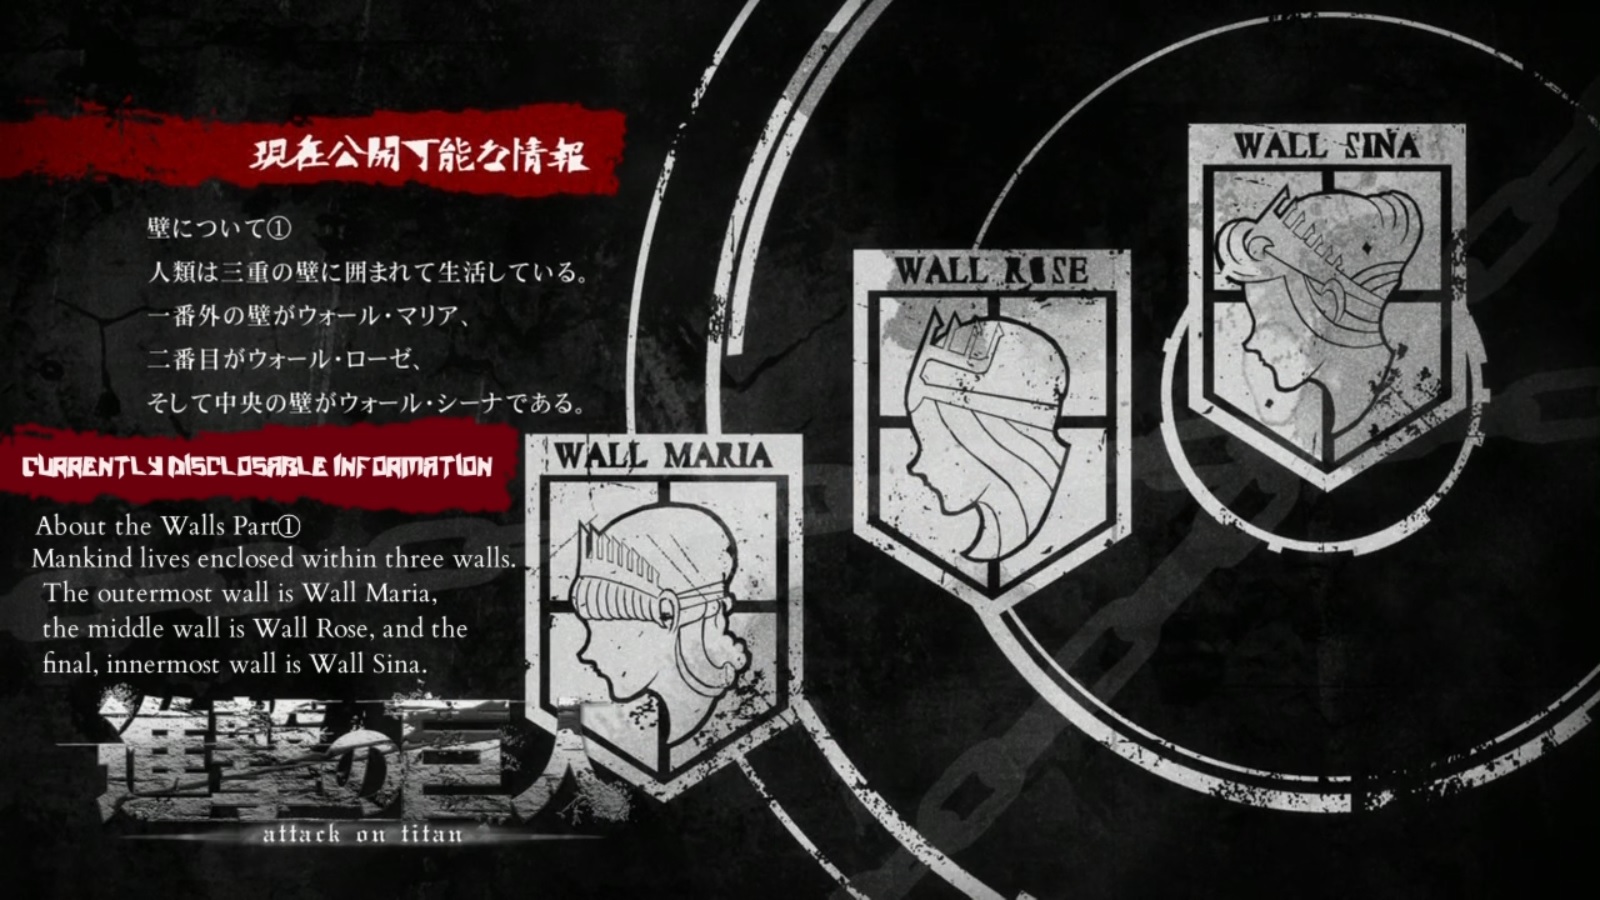 現在公開可能な情報
壁について①
人類は三重の壁に囲まれて生活している。
一番外の壁がウォール・マリア、
二番目がウォール・ローゼ、
そして中央の壁がウォール・シーナである。
CURRENTLY DISCLOSABLE INFORMATION
About the Walls Part①
Mankind lives enclosed within three walls.
The outermost wall is Wall Maria,
the middle wall is Wall Rose, and the
final, innermost wall is Wall Sina.
進撃の巨人
attack on titan
WALL MARIA
WALL ROSE
WALL SINA